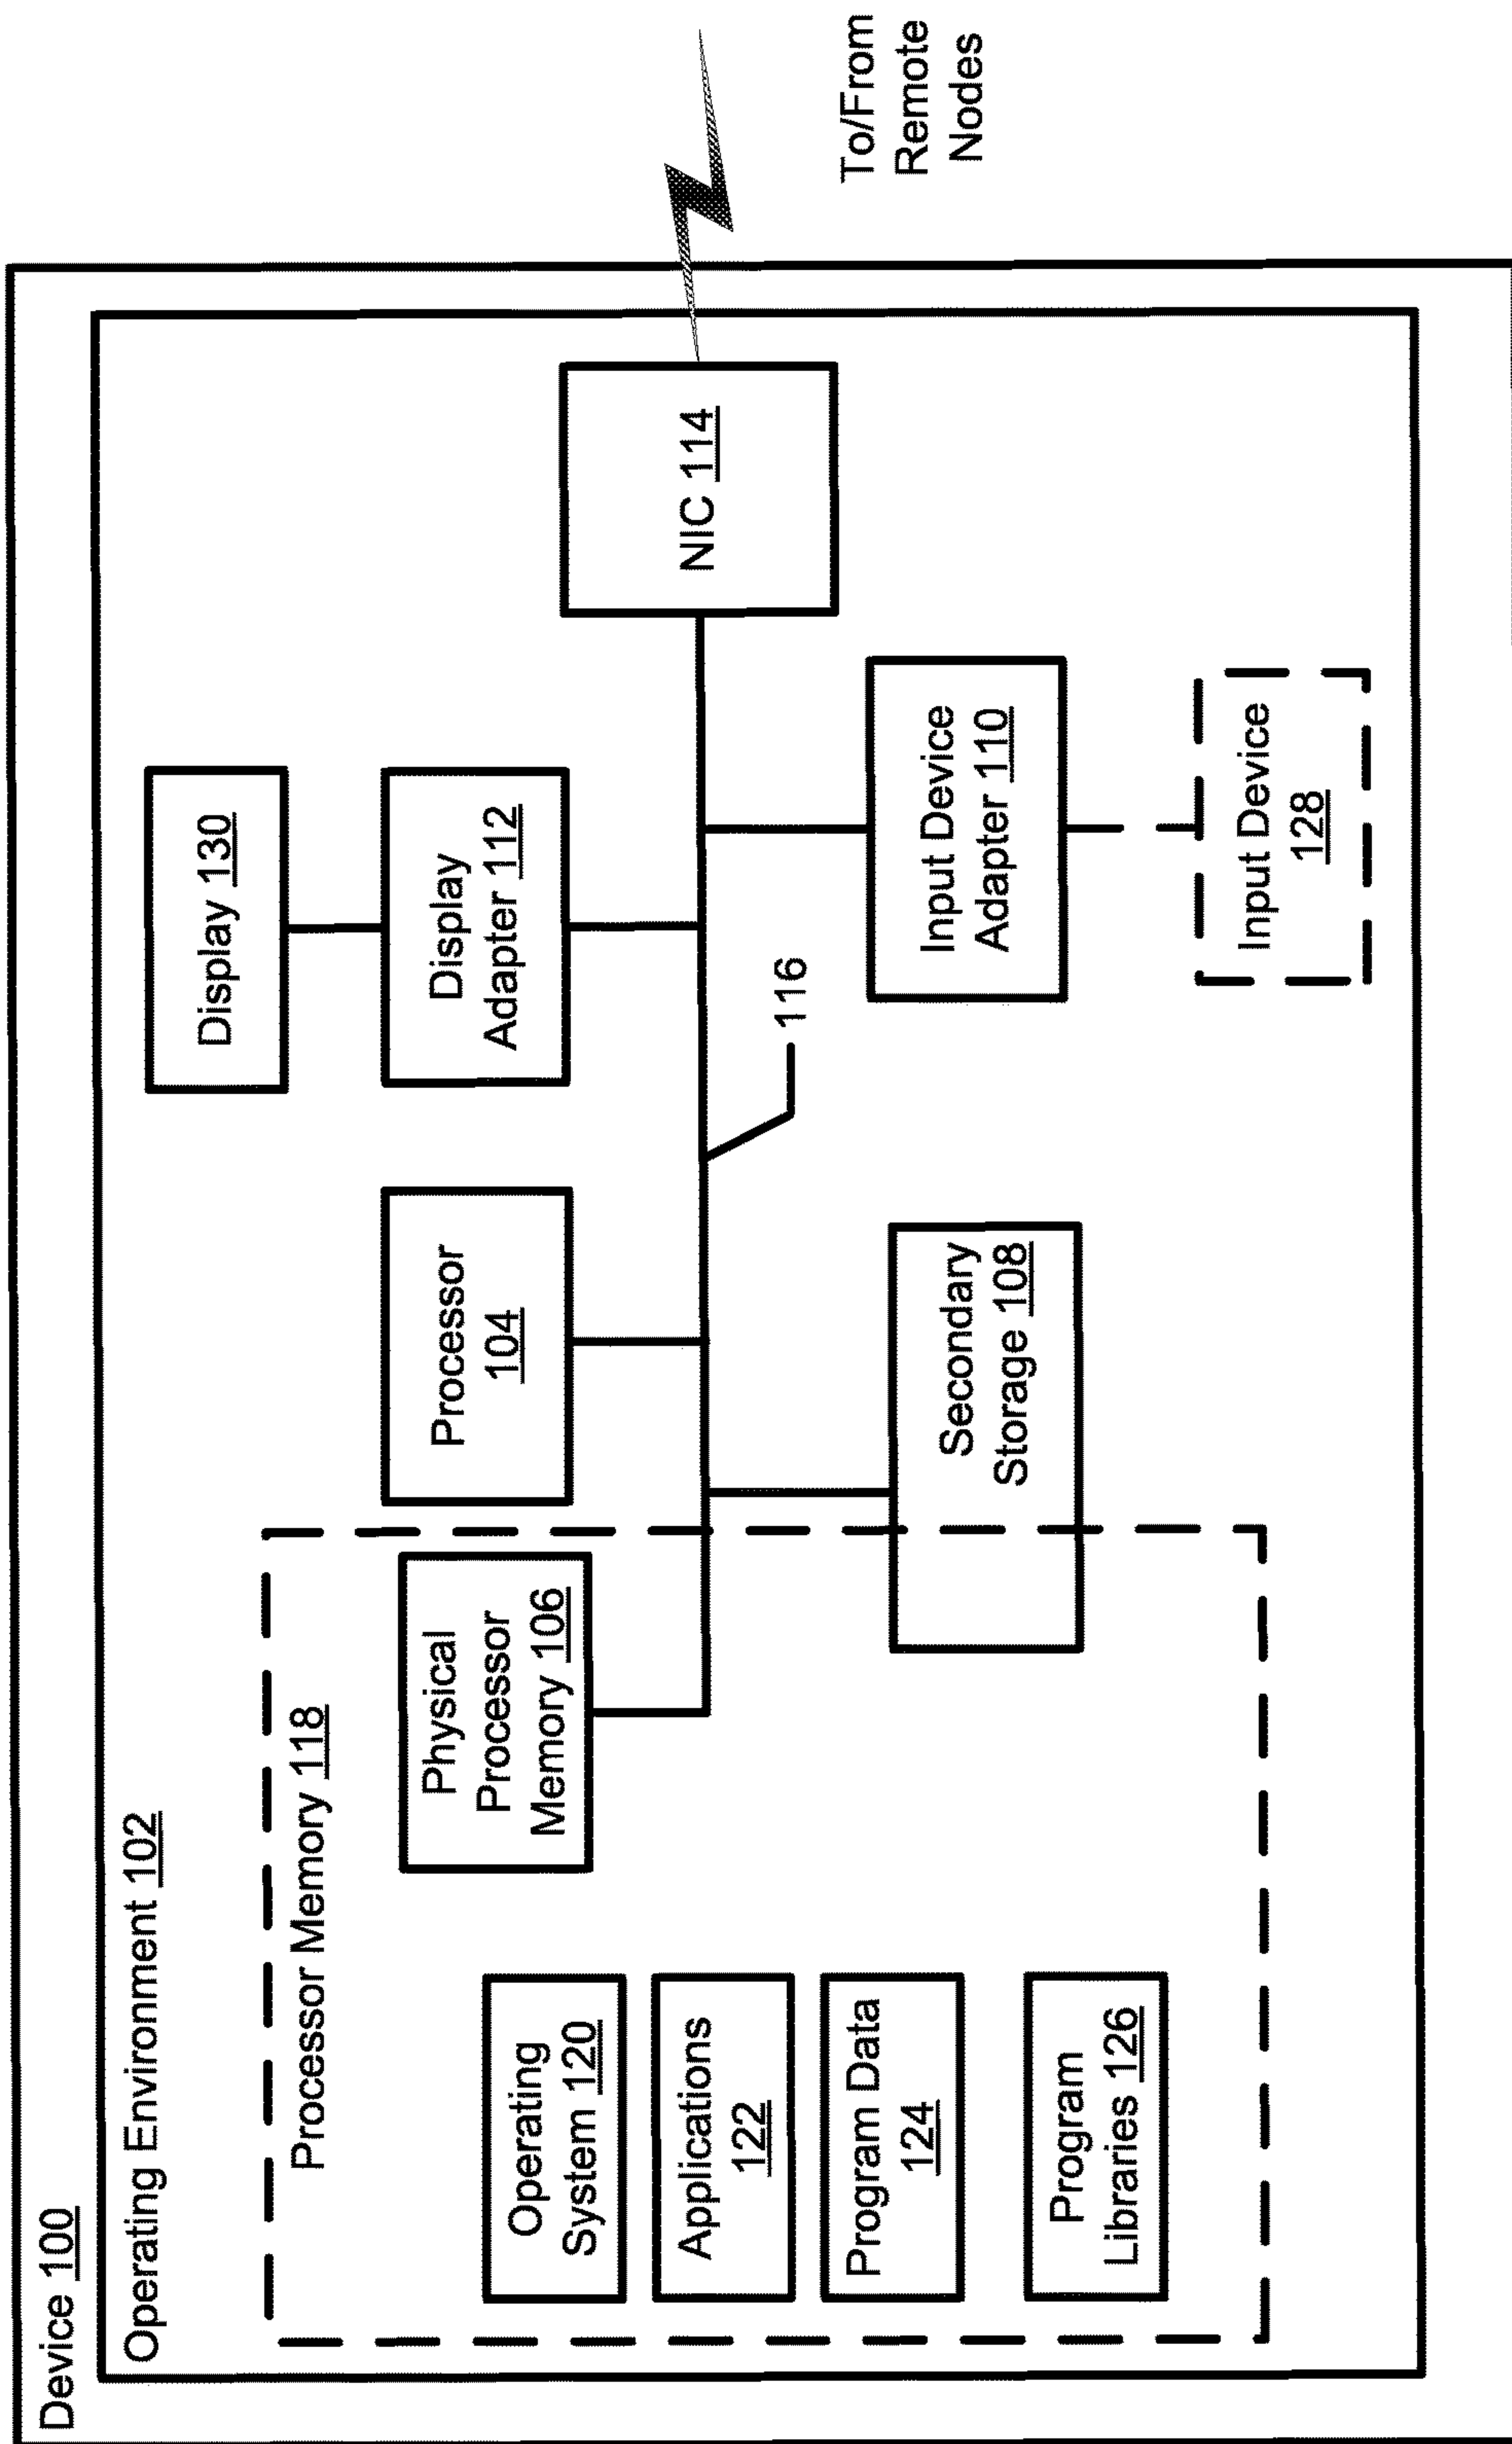 Device 100
Operating Environment 102
Processor Memory 118
Operating
System 120
Applications
122
Program Data
124
Program
Libraries 126
Physical
Processor
Memory 106
Processor
104
Secondary
Storage 108
116
Display 130
Display
Adapter 112
Input Device
Adapter 110
Input Device
128
NIC 114
To/From
Remote
Nodes